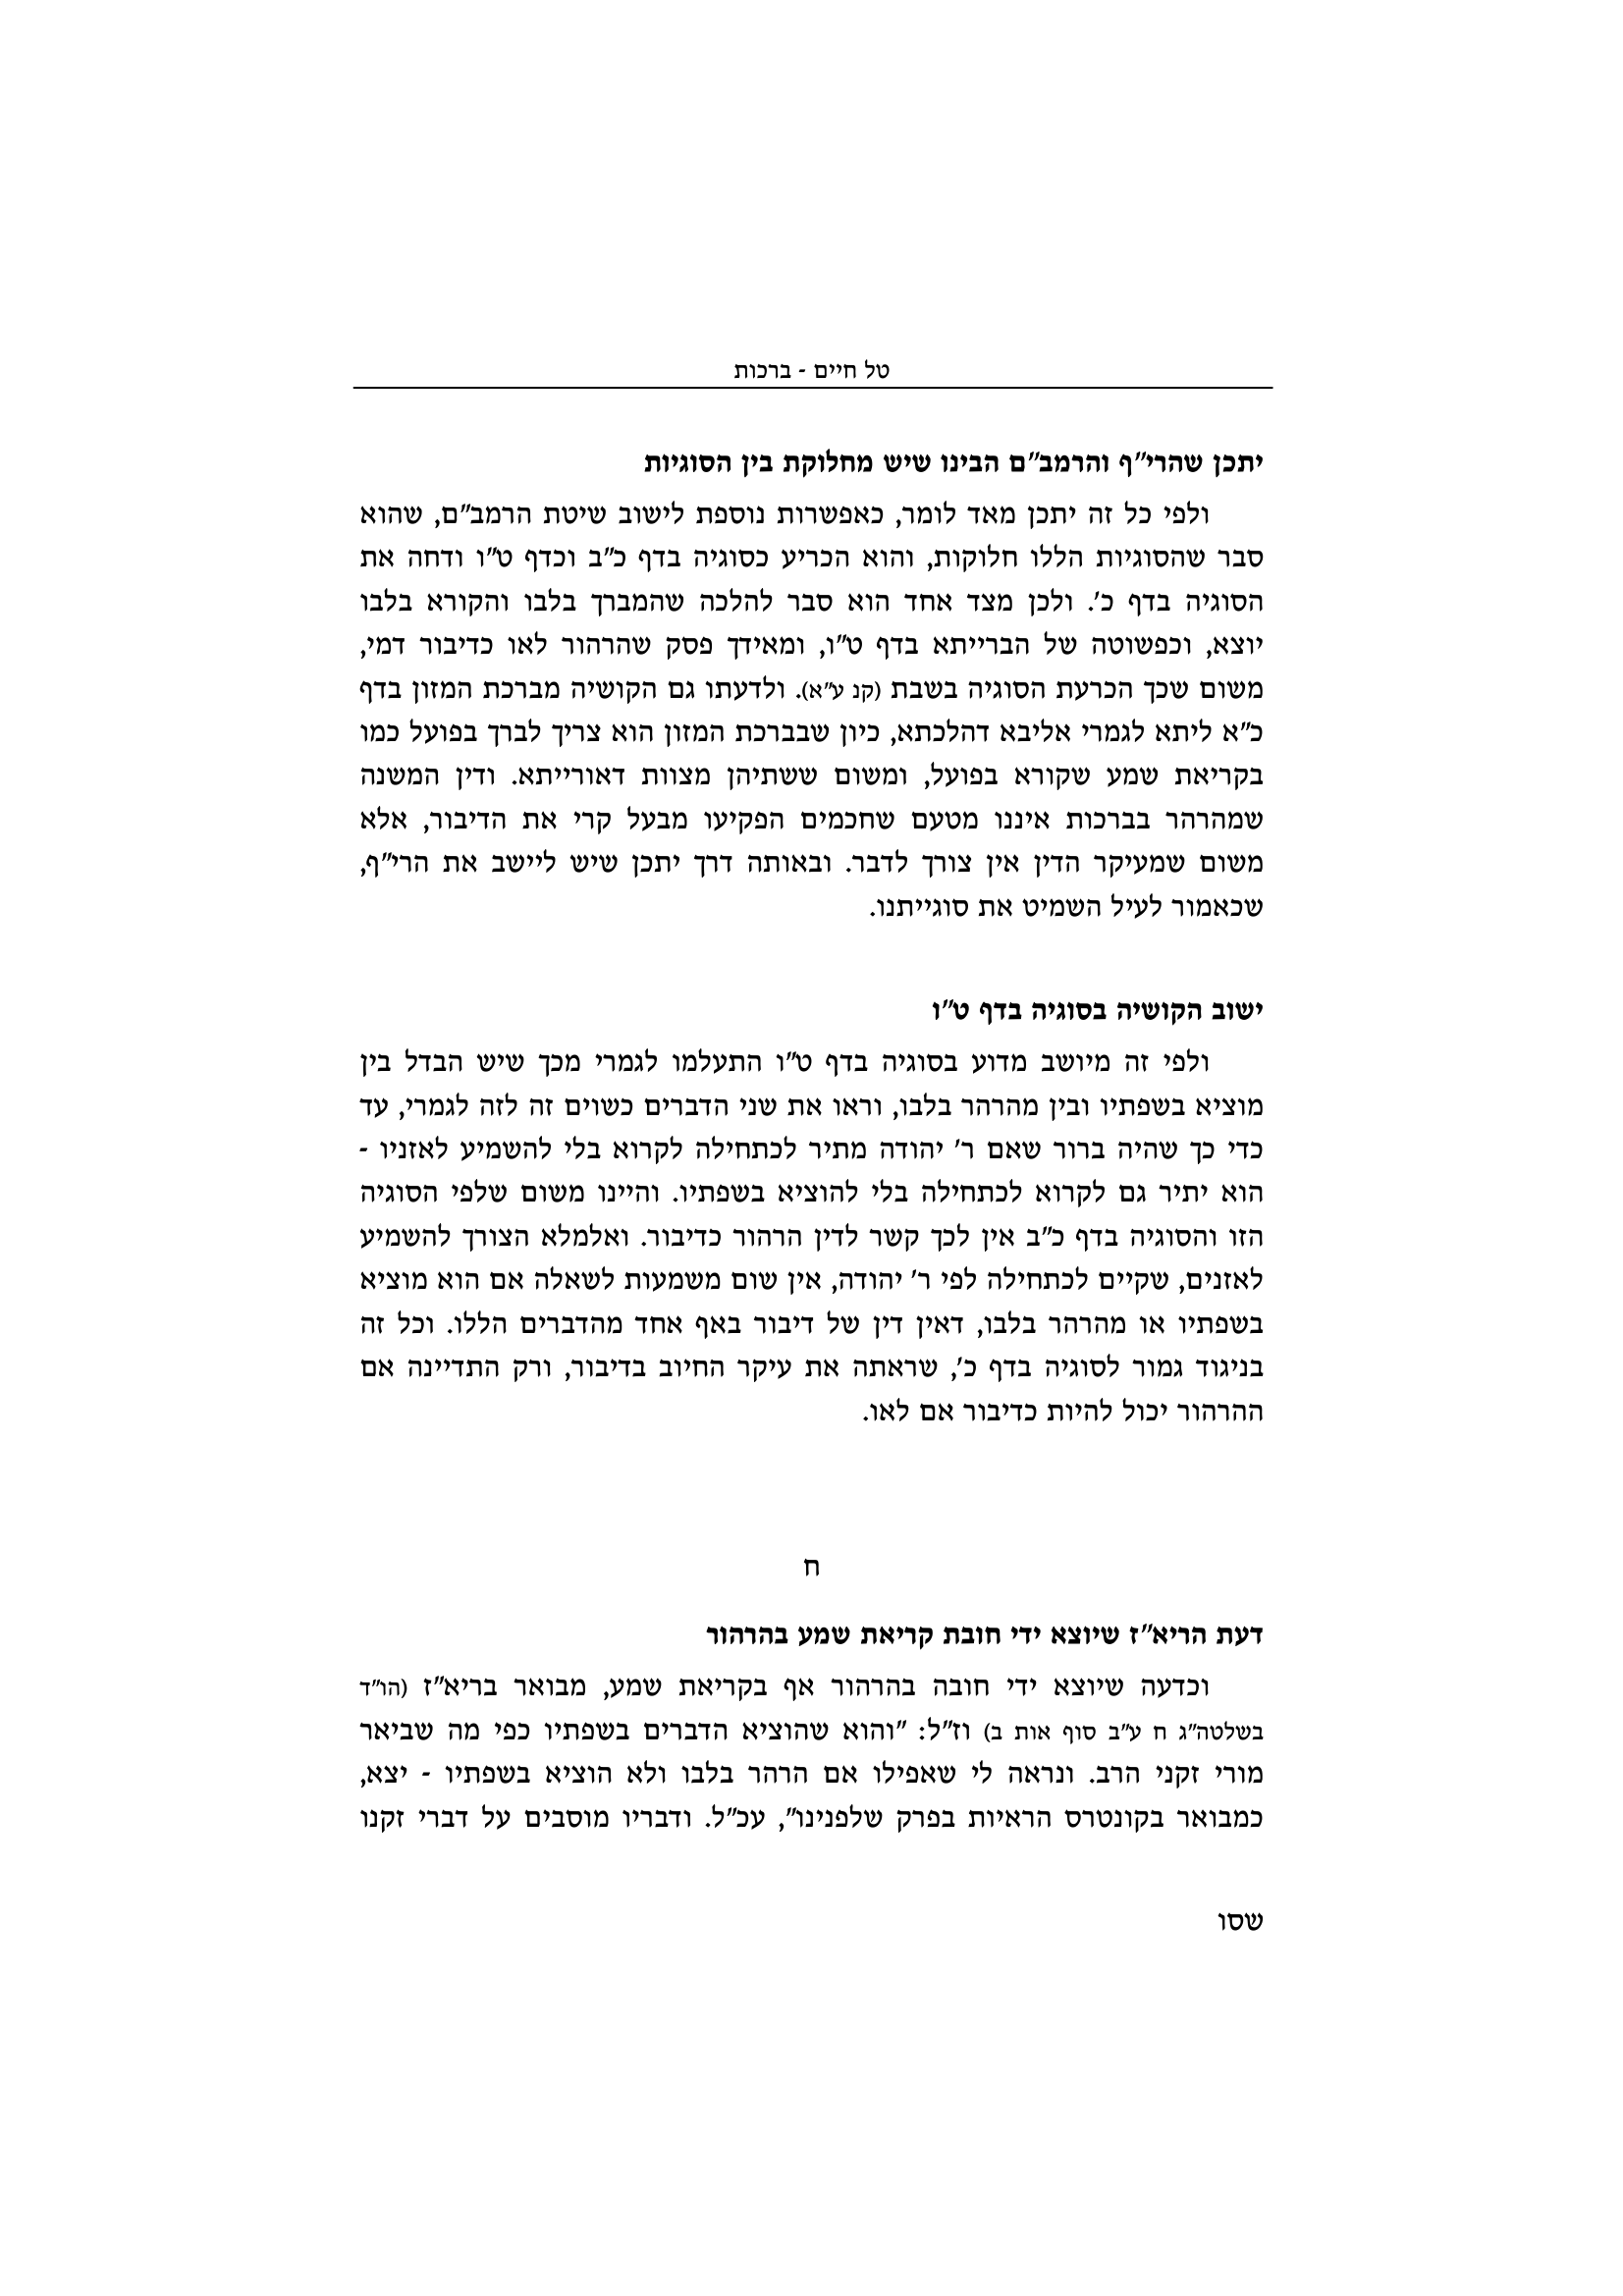 טל חיים - ברכות
יתכן שהרי"ף והרמב"ם הבינו שיש מחלוקת בין הסוגיות
ולפי כל זה יתכן מאד לומר, כאפשרות נוספת לישוב שיטת הרמב"ם, שהוא
סבר שהסוגיות הללו חלוקות, והוא הכריע כסוגיה בדף כ"ב וכדף ט"ו ודחה את
הסוגיה בדף כ'. ולכן מצד אחד הוא סבר להלכה שהמברך בלבו והקורא בלבו
יוצא, וכפשוטה של הברייתא בדף ט"ו, ומאידך פסק שהרהור לאו כדיבור דמי,
משום שכך הכרעת הסוגיה בשבת (קנ ע"א). ולדעתו גם הקושיה מברכת המזון בדף
כ"א ליתא לגמרי אליבא דהלכתא, כיון שבברכת המזון הוא צריך לברך בפועל כמו
בקריאת שמע שקורא בפועל, ומשום ששתיהן מצוות דאורייתא. ודין המשנה
שמהרהר בברכות איננו מטעם שחכמים הפקיעו מבעל קרי את הדיבור, אלא
משום שמעיקר הדין אין צורך לדבר. ובאותה דרך יתכן שיש ליישב את הרי"ף,
שכאמור לעיל השמיט את סוגייתנו.
ישוב הקושיה בסוגיה בדף ט"ו
ולפי זה מיושב מדוע בסוגיה בדף ט"ו התעלמו לגמרי מכך שיש הבדל בין
מוציא בשפתיו ובין מהרהר בלבו, וראו את שני הדברים כשוים זה לזה לגמרי, עד
כדי כך שהיה ברור שאם ר' יהודה מתיר לכתחילה לקרוא בלי להשמיע לאזניו -
הוא יתיר גם לקרוא לכתחילה בלי להוציא בשפתיו. והיינו משום שלפי הסוגיה
הזו והסוגיה בדף כ"ב אין לכך קשר לדין הרהור כדיבור. ואלמלא הצורך להשמיע
לאזנים, שקיים לכתחילה לפי ר' יהודה, אין שום משמעות לשאלה אם הוא מוציא
בשפתיו או מהרהר בלבו, דאין דין של דיבור באף אחד מהדברים הללו. וכל זה
בניגוד גמור לסוגיה בדף כ', שראתה את עיקר החיוב בדיבור, ורק התדיינה אם
ההרהור יכול להיות כדיבור אם לאו.
ח
דעת הריא"ז שיוצא ידי חובת קריאת שמע בהרהור
וכדעה שיוצא ידי חובה בהרהור אף בקריאת שמע, מבואר בריא"ז (הו"ד
בשלטה"ג ח ע"ב סוף אות ב) וז"ל: "והוא שהוציא הדברים בשפתיו כפי מה שביאר
מורי זקני הרב. ונראה לי שאפילו אם הרהר בלבו ולא הוציא בשפתיו - יצא,
כמבואר בקונטרס הראיות בפרק שלפנינו", עכ"ל. ודבריו מוסבים על דברי זקנו
שסו